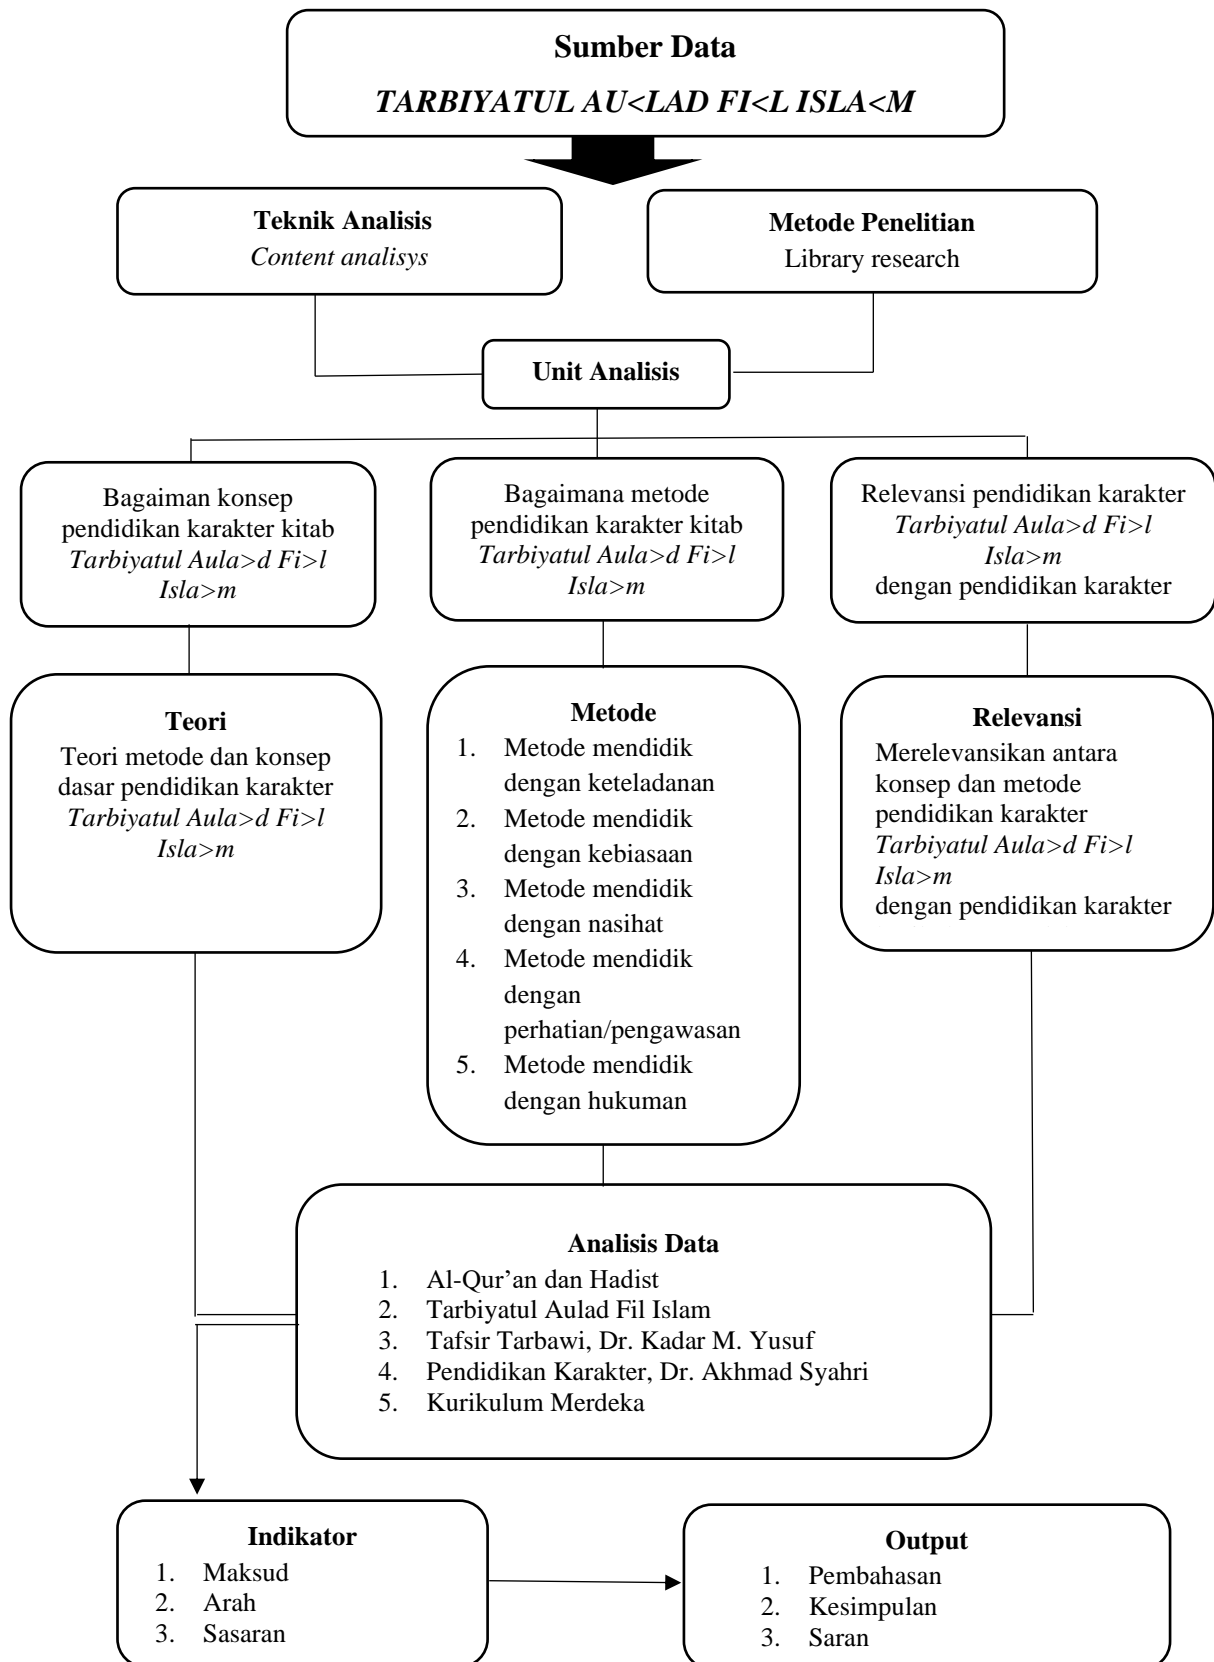 Sumber Data
TARBIYATUL AU<LAD FI<L ISLA<M
Teknik Analisis
Content analisys
Metode Penelitian
Library research
Unit Analisis
Bagaiman konsep
pendidikan karakter kitab
Tarbiyatul Aula>d Fi>l
Isla>m
Bagaimana metode
pendidikan karakter kitab
Tarbiyatul Aula>d Fi>l
Isla>m
Relevansi pendidikan karakter
Tarbiyatul Aula>d Fi>l
Isla>m
dengan pendidikan karakter
Teori
Teori metode dan konsep
dasar pendidikan karakter
Tarbiyatul Aula>d Fi>l
Isla>m
Metode
1. Metode mendidik
dengan keteladanan
2. Metode mendidik
dengan kebiasaan
3. Metode mendidik
dengan nasihat
4. Metode mendidik
dengan
perhatian/pengawasan
5. Metode mendidik
dengan hukuman
Relevansi
Merelevansikan antara
konsep dan metode
pendidikan karakter
Tarbiyatul Aula>d Fi>l
Isla>m
dengan pendidikan karakter
Analisis Data
1. Al-Qur’an dan Hadist
2. Tarbiyatul Aulad Fil Islam
3. Tafsir Tarbawi, Dr. Kadar M. Yusuf
4. Pendidikan Karakter, Dr. Akhmad Syahri
5. Kurikulum Merdeka
Indikator
1. Maksud
2. Arah
3. Sasaran
Output
1. Pembahasan
2. Kesimpulan
3. Saran